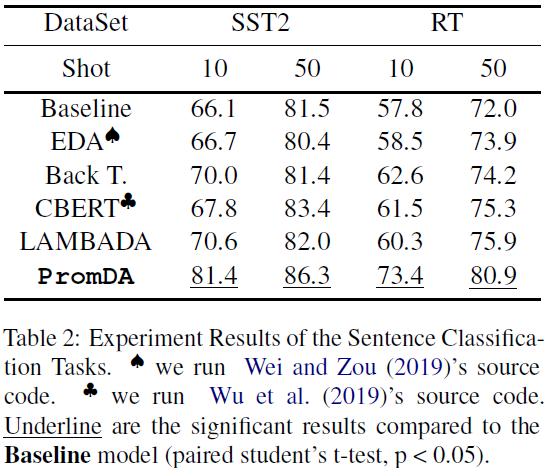 DataSet SST2 RT
Shot 10 50 10 50
Baseline 66.1 81.5 57.8 72.0
EDA♠ 66.7 80.4 58.5 73.9
Back T. 70.0 81.4 62.6 74.2
CBERT♣ 67.8 83.4 61.5 75.3
LAMBADA 70.6 82.0 60.3 75.9
PromDA 81.4 86.3 73.4 80.9
Table 2: Experiment Results of the Sentence Classifica-
tion Tasks. ♠ we run Wei and Zou (2019)'s source
code. ♣ we run Wu et al. (2019)'s source code.
Underline are the significant results compared to the
Baseline model (paired student's t-test, p < 0.05).